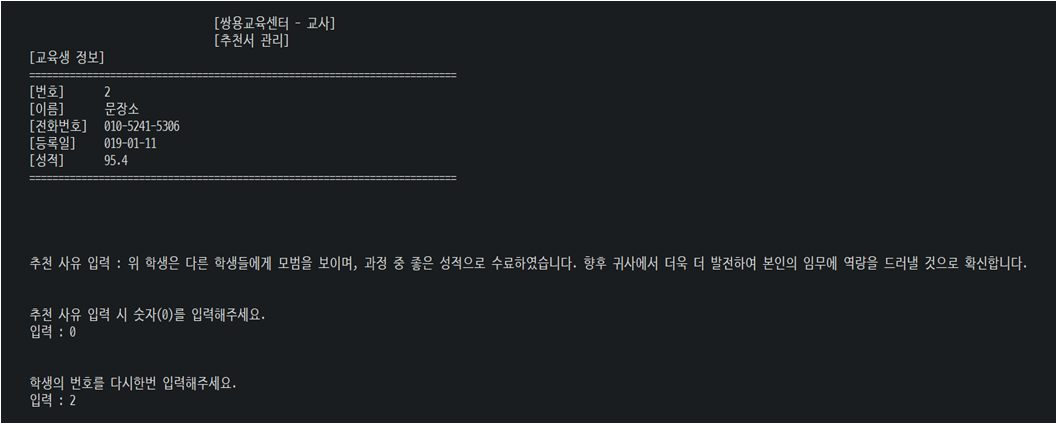 [쌍용교육센터 - 교사]
[추천서 관리]
[교육생 정보]
==========================================================================
[번호] 2
[이름] 문장소
[전화번호] 010-5241-5306
[등록일] 019-01-11
[성적] 95.4
==========================================================================
추천 사유 입력 : 위 학생은 다른 학생들에게 모범을 보이며, 과정 중 좋은 성적으로 수료하였습니다. 향후 귀사에서 더욱 더 발전하여 본인의 임무에 역량을 드러낼 것으로 확신합니다.
추천 사유 입력 시 숫자(0)를 입력해주세요.
입력 : 0
학생의 번호를 다시한번 입력해주세요.
입력 : 2